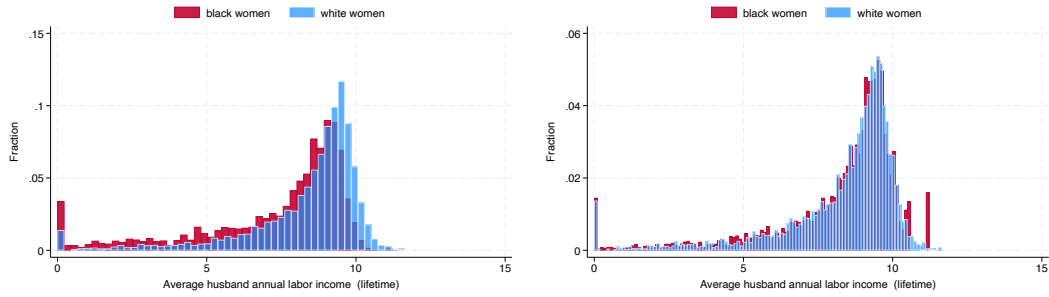 black women white women
.15
.1
.05
0
Fraction
0 5 10 15
Average husband annual labor income (lifetime)
black women white women
.06
.04
.02
0
Fraction
0 5 10 15
Average husband annual labor income (lifetime)